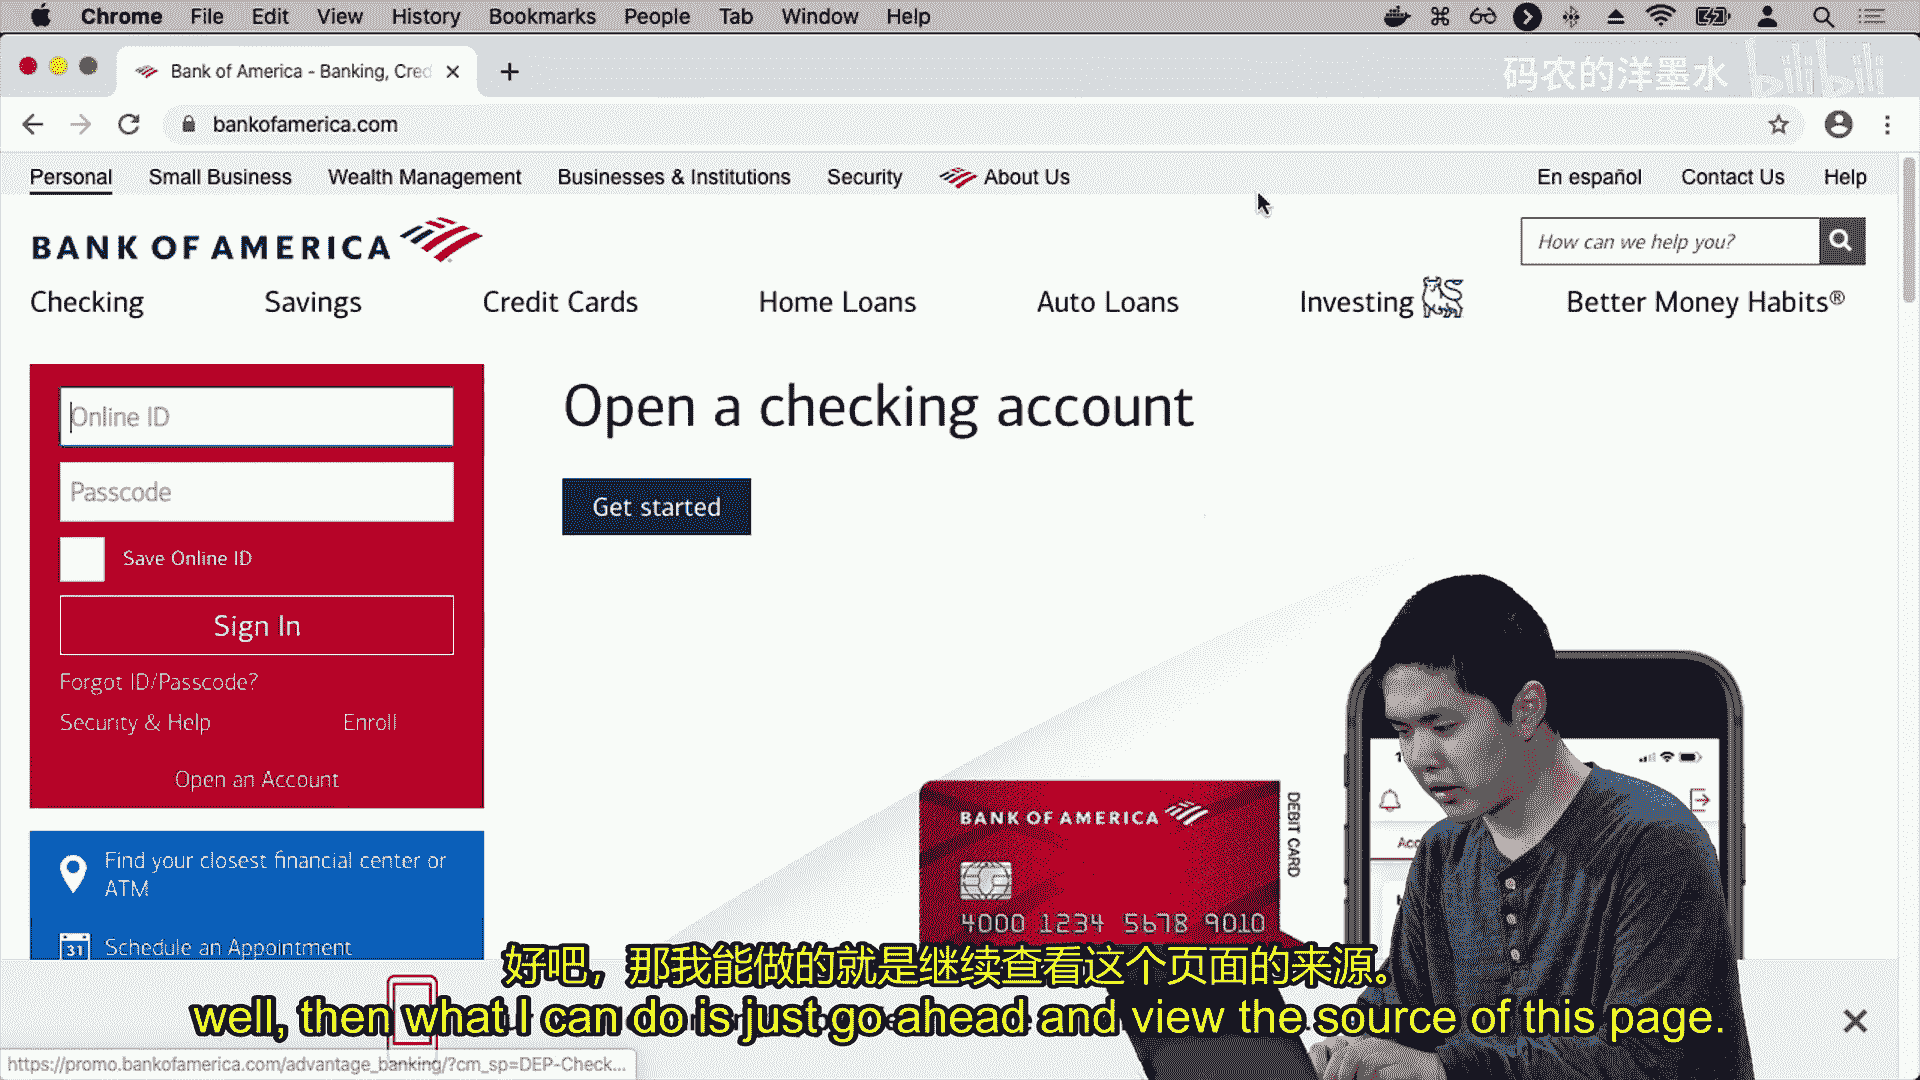 Chrome File Edit View History Bookmarks People Tab Window Help
Bank of America - Banking, Cred
码农的洋墨水 bilibili
bankofamerica.com
Personal Small Business Wealth Management Businesses & Institutions Security About Us En español Contact Us Help
BANK OF AMERICA
How can we help you?
Checking Savings Credit Cards Home Loans Auto Loans Investing Better Money Habits®
Online ID
Passcode
Save Online ID
Sign In
Forgot ID/Passcode?
Security & Help Enroll
Open an Account
Open a checking account
Get started
Find your closest financial center or
ATM
31 Schedule an Appointment
BANK OF AMERICA
DEBIT CARD
4000 1234 5678 9010
好吧，那我能做的就是继续查看这个页面的来源。
well, then what I can do is just go ahead and view the source of this page.
https://promo.bankofamerica.com/advantage_banking/?cm_sp=DEP-Check...